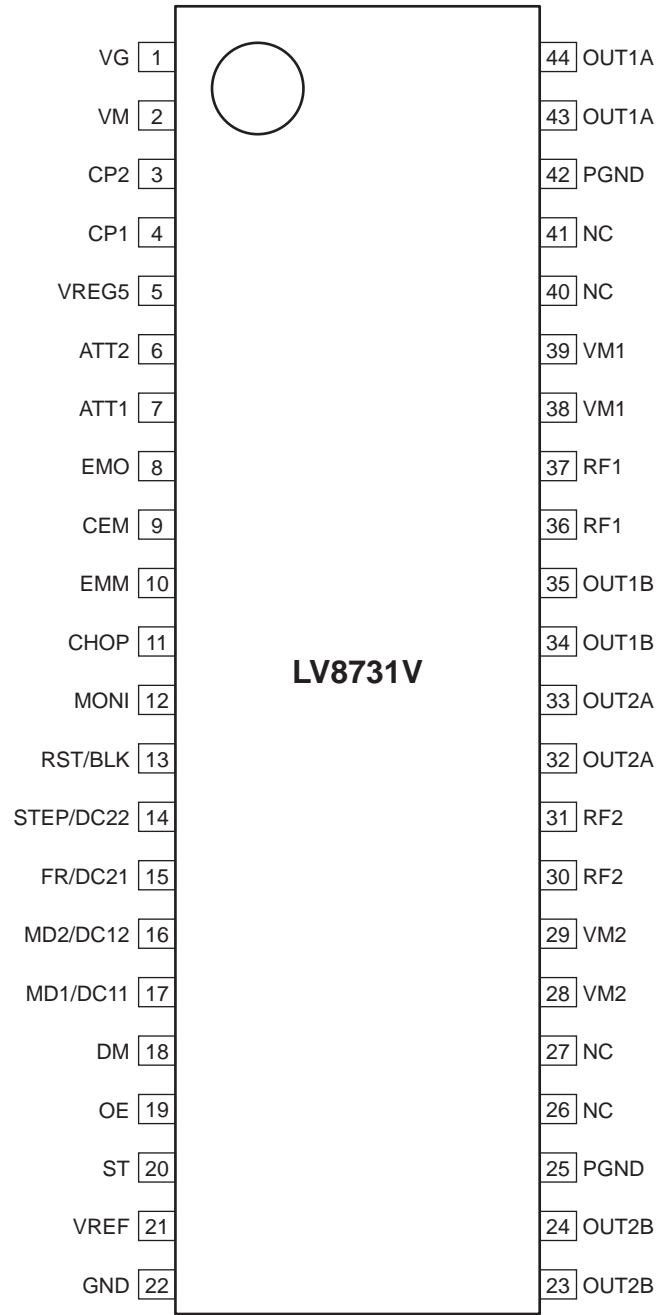 VG 1 44 OUT1A
VM 2 43 OUT1A
CP2 3 42 PGND
CP1 4 41 NC
VREG5 5 40 NC
ATT2 6 39 VM1
ATT1 7 38 VM1
EMO 8 37 RF1
CEM 9 36 RF1
EMM 10 35 OUT1B
CHOP 11 34 OUT1B
LV8731V
MONI 12 33 OUT2A
RST/BLK 13 32 OUT2A
STEP/DC22 14 31 RF2
FR/DC21 15 30 RF2
MD2/DC12 16 29 VM2
MD1/DC11 17 28 VM2
DM 18 27 NC
OE 19 26 NC
ST 20 25 PGND
VREF 21 24 OUT2B
GND 22 23 OUT2B